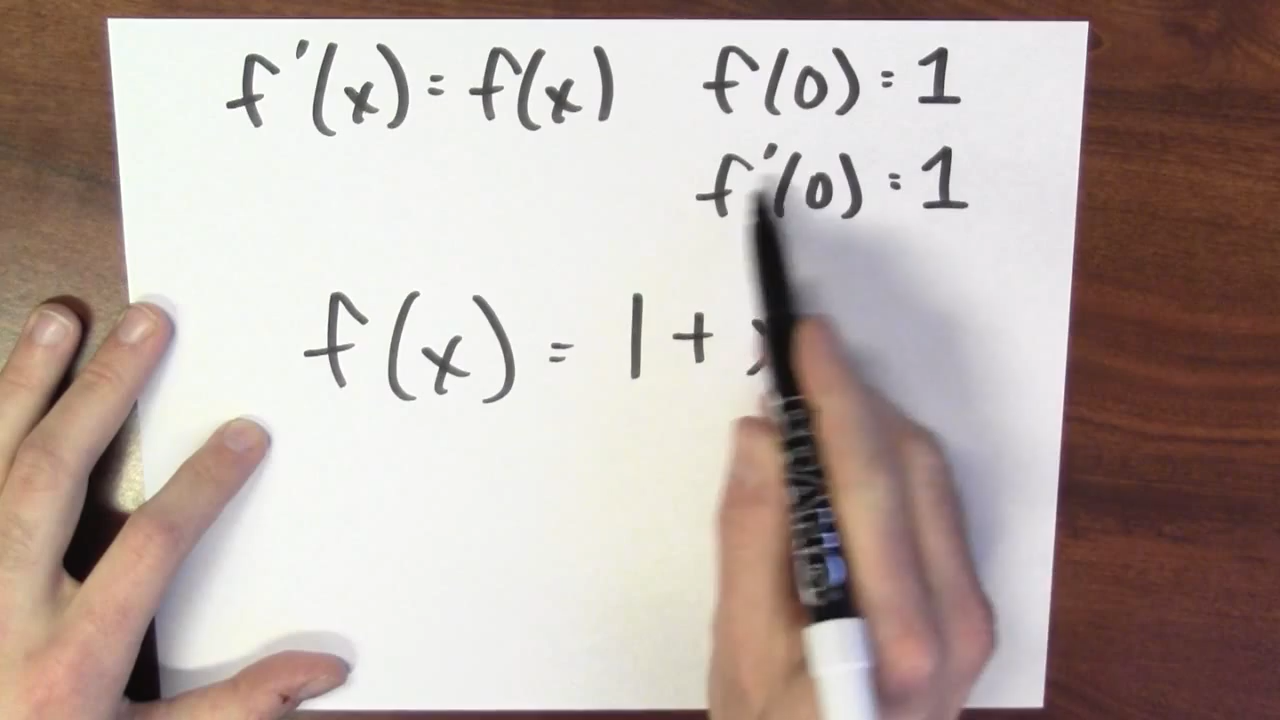 f'(x) = f(x) f(0) = 1
f'(0) = 1
f(x) = 1 + x